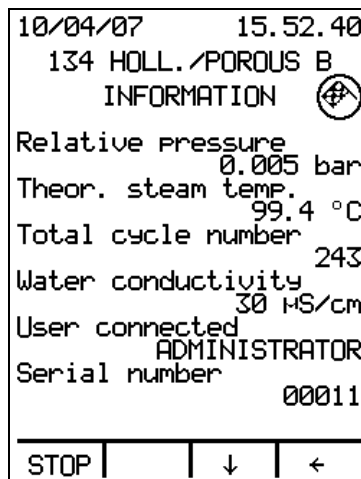 10/04/07 15.52.40
134 HOLL./POROUS B
INFORMATION
Relative pressure
0.005 bar
Theor. steam temp.
99.4 °C
Total cycle number
243
Water conductivity
30 µS/cm
User connected
ADMINISTRATOR
Serial number
00011
STOP ↓ ←